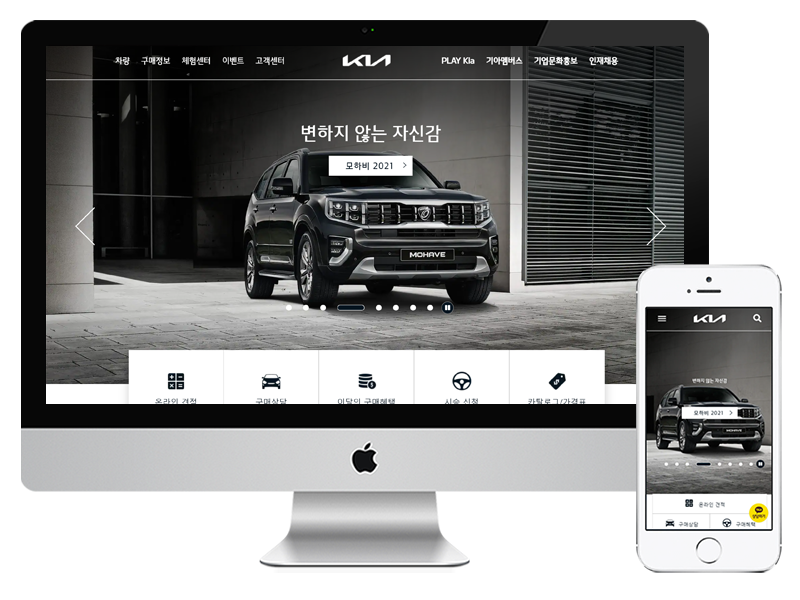 차량 구매정보 체험센터 이벤트 고객센터 KIA PLAY Kia 기아멤버스 기업문화홍보 인재채용
변하지 않는 자신감
모하비 2021
MOHAVE
온라인 견적 구매상담 이달의 구매혜택 시승 신청 카탈로그/가격표
KIA
변하지 않는 자신감
모하비 2021
온라인 견적
구매상담 구매혜택